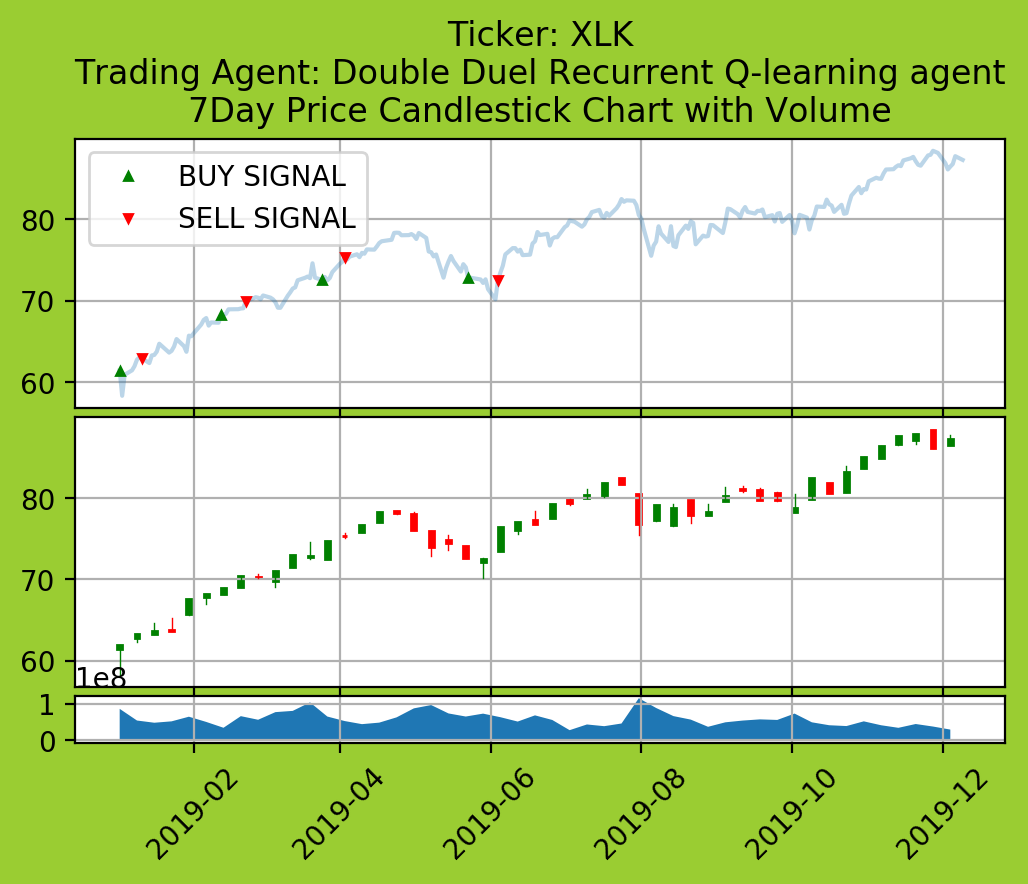 Ticker: XLK
Trading Agent: Double Duel Recurrent Q-learning agent
7Day Price Candlestick Chart with Volume
BUY SIGNAL
SELL SIGNAL
80
70
60
80
70
60
1e8
1
0
2019-02
2019-04
2019-06
2019-08
2019-10
2019-12